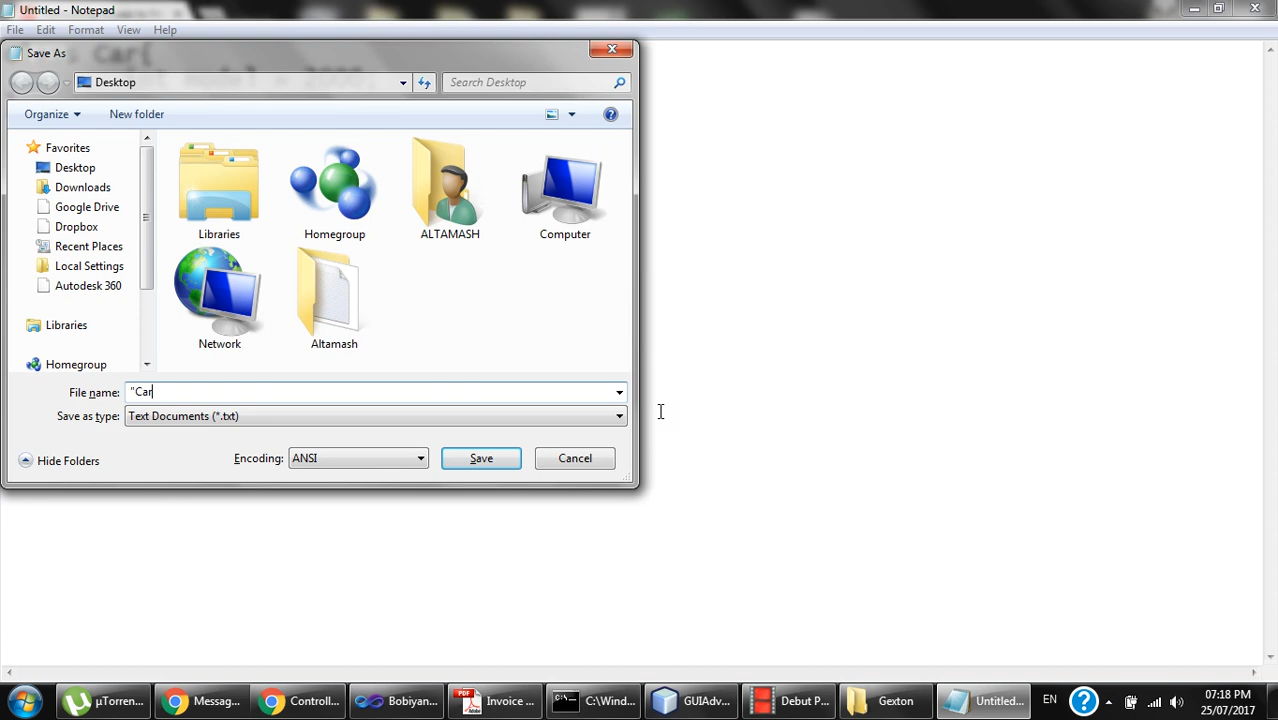 Untitled - Notepad
File Edit Format View Help
Car{
Save As
Desktop
Search Desktop
Organize New folder
Favorites
Desktop
Downloads
Google Drive
Dropbox
Recent Places
Local Settings
Autodesk 360
Libraries
Homegroup
Libraries Homegroup ALTAMASH Computer
Network Altamash
File name: "Car
Save as type: Text Documents (*.txt)
Hide Folders Encoding: ANSI Save Cancel
µTorren... Messag... Controll... Bobiyan... PDF Invoice ... C:\Wind... GUIAdv... Debut P... Gexton Untitled... EN 07:18 PM
25/07/2017